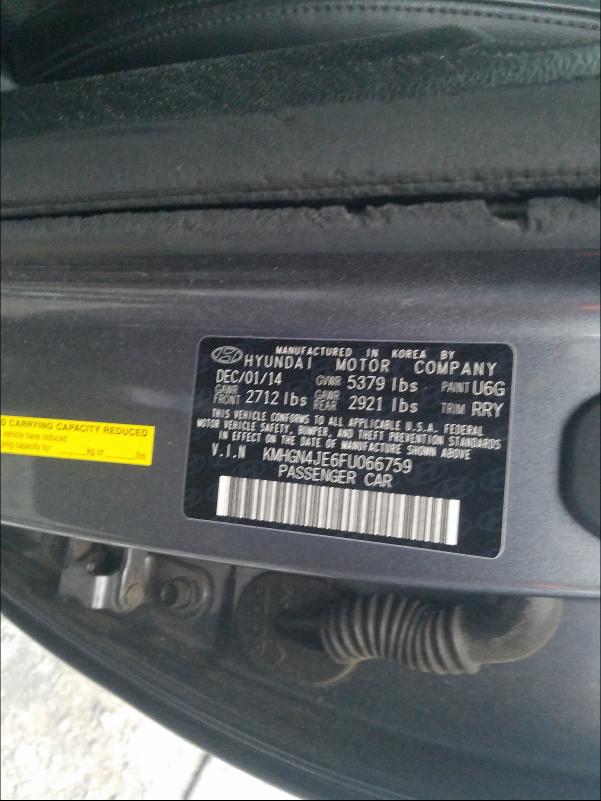 MANUFACTURED IN KOREA BY
HYUNDAI MOTOR COMPANY
DEC/01/14 GVWR 5379 lbs PAINT U6G
GAWR FRONT 2712 lbs GAWR REAR 2921 lbs TRIM RRY
THIS VEHICLE CONFORMS TO ALL APPLICABLE U.S.A. FEDERAL
MOTOR VEHICLE SAFETY, BUMPER, AND THEFT PREVENTION STANDARDS
IN EFFECT ON THE DATE OF MANUFACTURE SHOWN ABOVE
V.I.N KMHGN4JE6FU066759
PASSENGER CAR
CARRYING CAPACITY REDUCED
vehicle have reduced
capacity by _____kg or _____lbs